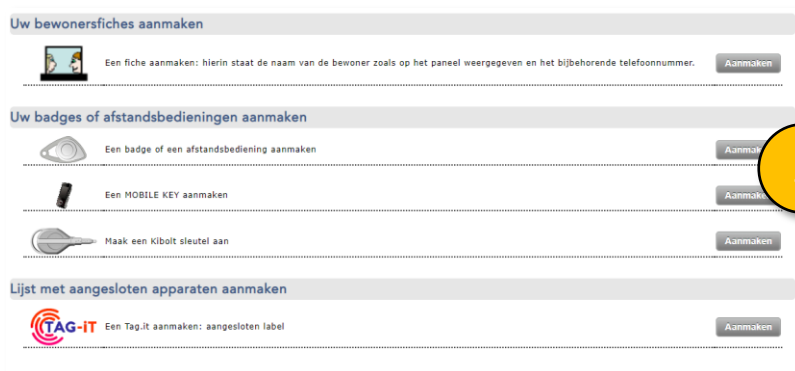 Uw bewonersfiches aanmaken
Een fiche aanmaken: hierin staat de naam van de bewoner zoals op het paneel weergegeven en het bijbehorende telefoonnummer.
Aanmaken
Uw badges of afstandsbedieningen aanmaken
Een badge of een afstandsbediening aanmaken
Een MOBILE KEY aanmaken
Maak een Kibolt sleutel aan
Aanmaken
Lijst met aangesloten apparaten aanmaken
TAG-iT
Een Tag.it aanmaken: aangesloten label
Aanmaken